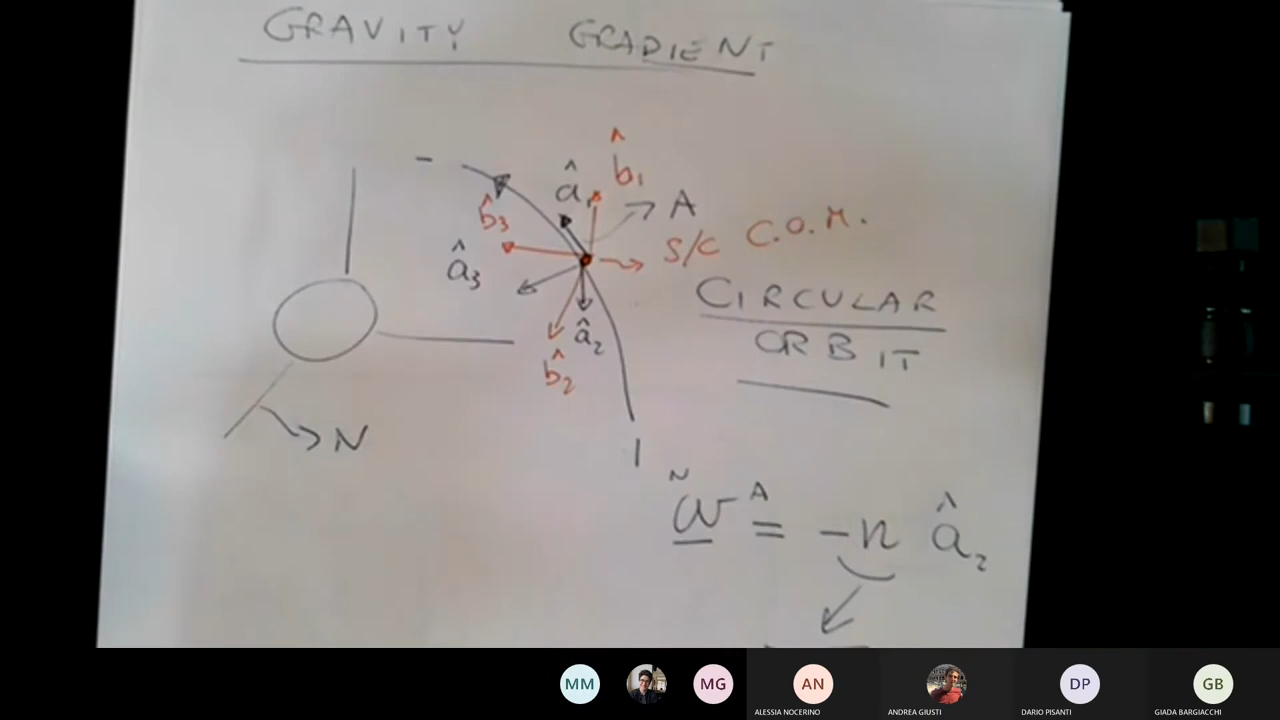 GRAVITY GRADIENT
b̂₁
â₁
A
b̂₃
S/C C.O.M.
â₃
CIRCULAR
ORBIT
â₂
b̂₂
N
ᴺω̲ᴬ = -n â₂
MM
MG
AN
DP
GB
ALESSIA NOCERINO
ANDREA GIUSTI
DARIO PISANTI
GIADA BARGIACCHI